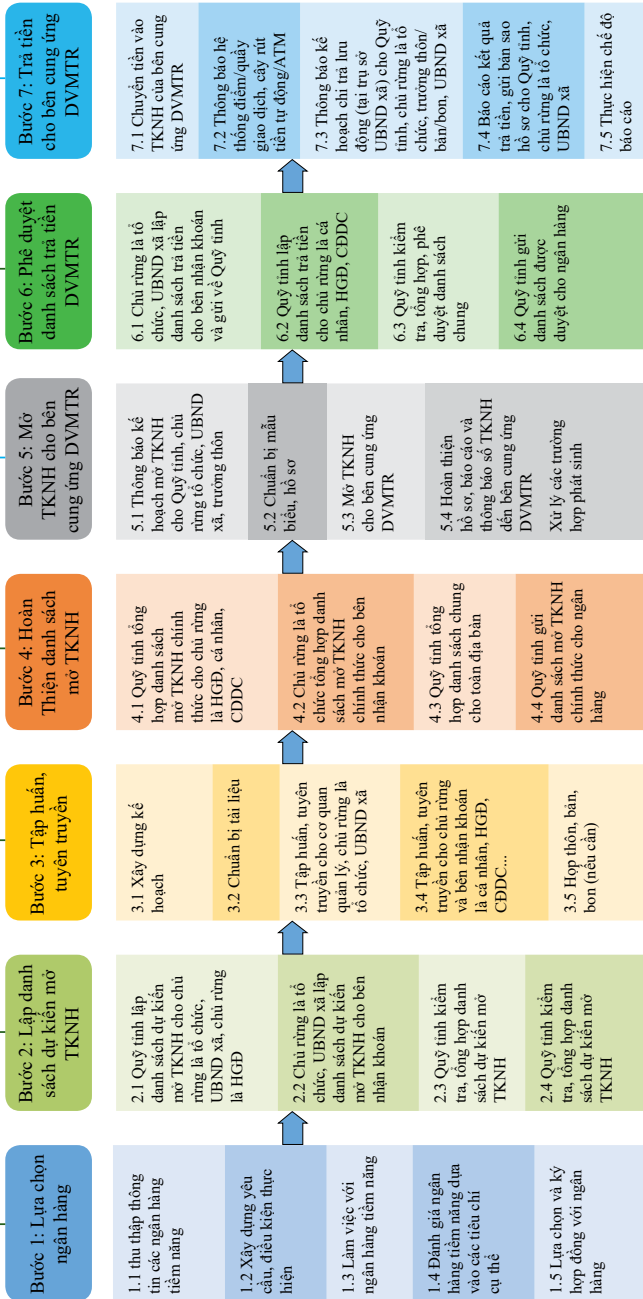 Bước 1: Lựa chọn
ngân hàng
1.1 thu thập thông
tin các ngân hàng
tiềm năng
1.2 Xây dựng yêu
cầu, điều kiện thực
hiện
1.3 Làm việc với
ngân hàng tiềm năng
1.4 Đánh giá ngân
hàng tiềm năng dựa
vào các tiêu chí
cụ thể
1.5 Lựa chọn và ký
hợp đồng với ngân
hàng
Bước 2: Lập danh
sách dự kiến mở
TKNH
2.1 Quỹ tỉnh lập
danh sách dự kiến
mở TKNH cho chủ
rừng là tổ chức,
UBND xã, chủ rừng
là HGĐ
2.2 Chủ rừng là tổ
chức, UBND xã lập
danh sách dự kiến
mở TKNH cho bên
nhận khoán
2.3 Quỹ tỉnh kiểm
tra, tổng hợp danh
sách dự kiến mở
TKNH
2.4 Quỹ tỉnh kiểm
tra, tổng hợp danh
sách dự kiến mở
TKNH
Bước 3: Tập huấn,
tuyên truyền
3.1 Xây dựng kế
hoạch
3.2 Chuẩn bị tài liệu
3.3 Tập huấn, tuyên
truyền cho cơ quan
quản lý, chủ rừng là
tổ chức, UBND xã
3.4 Tập huấn, tuyên
truyền cho chủ rừng
và bên nhận khoán
là cá nhân, HGĐ,
CĐDC...
3.5 Họp thôn, bản,
bon (nếu cần)
Bước 4: Hoàn
Thiện danh sách
mở TKNH
4.1 Quỹ tỉnh tổng
hợp danh sách
mở TKNH chính
thức cho chủ rừng
là HGĐ, cá nhân,
CDDC
4.2 Chủ rừng là tổ
chức tổng hợp danh
sách mở TKNH
chính thức cho bên
nhận khoán
4.3 Quỹ tỉnh tổng
hợp danh sách chung
cho toàn địa bàn
4.4 Quỹ tỉnh gửi
danh sách mở TKNH
chính thức cho ngân
hàng
Bước 5: Mở
TKNH cho bên
cung ứng DVMTR
5.1 Thông báo kế
hoạch mở TKNH
cho Quỹ tỉnh, chủ
rừng tổ chức, UBND
xã, trưởng thôn
5.2 Chuẩn bị mẫu
biểu, hồ sơ
5.3 Mở TKNH
cho bên cung ứng
DVMTR
5.4 Hoàn thiện
hồ sơ, báo cáo và
thông báo số TKNH
đến bên cung ứng
DVMTR
Xử lý các trường
hợp phát sinh
Bước 6: Phê duyệt
danh sách trả tiền
DVMTR
6.1 Chủ rừng là tổ
chức, UBND xã lập
danh sách trả tiền
cho bên nhận khoán
và gửi về Quỹ tỉnh
6.2 Quỹ tỉnh lập
danh sách trả tiền
cho chủ rừng là cá
nhân, HGĐ, CĐDC
6.3 Quỹ tỉnh kiểm
tra, tổng hợp, phê
duyệt danh sách
chung
6.4 Quỹ tỉnh gửi
danh sách được
duyệt cho ngân hàng
Bước 7: Trả tiền
cho bên cung ứng
DVMTR
7.1 Chuyển tiền vào
TKNH của bên cung
ứng DVMTR
7.2 Thông báo hệ
thống điểm/quầy
giao dịch, cây rút
tiền tự động/ATM
7.3 Thông báo kế
hoạch chi trả lưu
động (tại trụ sở
UBND xã) cho Quỹ
tỉnh, chủ rừng là tổ
chức, trưởng thôn/
bản/bon, UBND xã
7.4 Báo cáo kết quả
trả tiền, gửi bản sao
hồ sơ cho Quỹ tỉnh,
chủ rừng là tổ chức,
UBND xã
7.5 Thực hiện chế độ
báo cáo